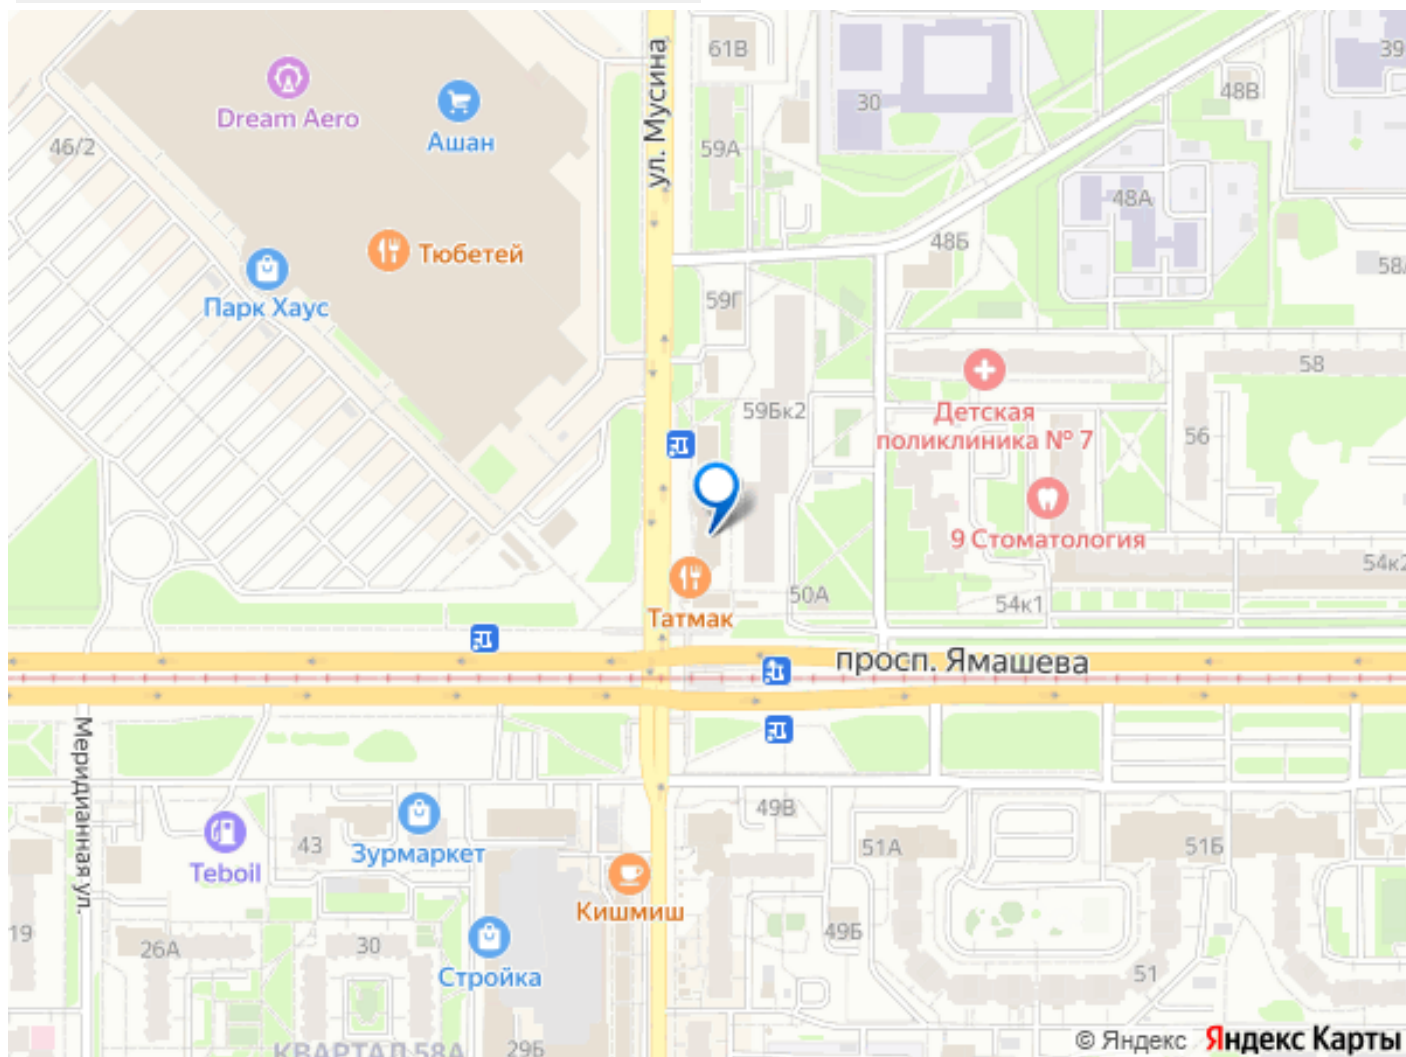 61В
39
Dream Aero
Ашан
ул. Мусина
30
48В
46/2
59А
48А
Тюбетей
48Б
58
Парк Хаус
59Г
58
59Бк2
Детская
поликлиника № 7
56
9 Стоматология
54к2
50А
54к1
Татмак
просп. Ямашева
Меридианная ул.
49В
43
Зурмаркет
51А
51Б
Teboil
Кишмиш
19
26А
30
49Б
Стройка
51
КВАРТАЛ 58А
29Б
© Яндекс Яндекс Карты